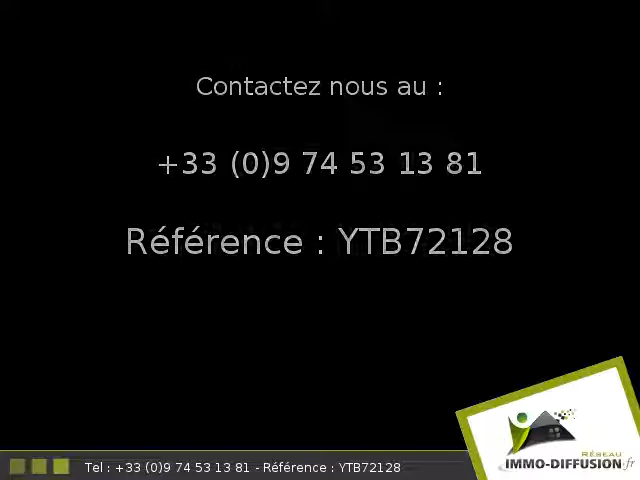 Contactez nous au :
+33 (0)9 74 53 13 81
Référence : YTB72128
RÉSEAU
IMMO-DIFFUSION.fr
Tel : +33 (0)9 74 53 13 81 - Référence : YTB72128